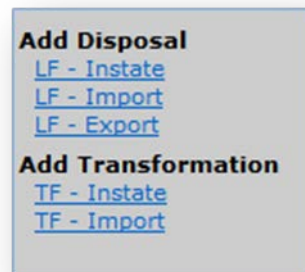 Add Disposal
LF - Instate
LF - Import
LF - Export
Add Transformation
TF - Instate
TF - Import